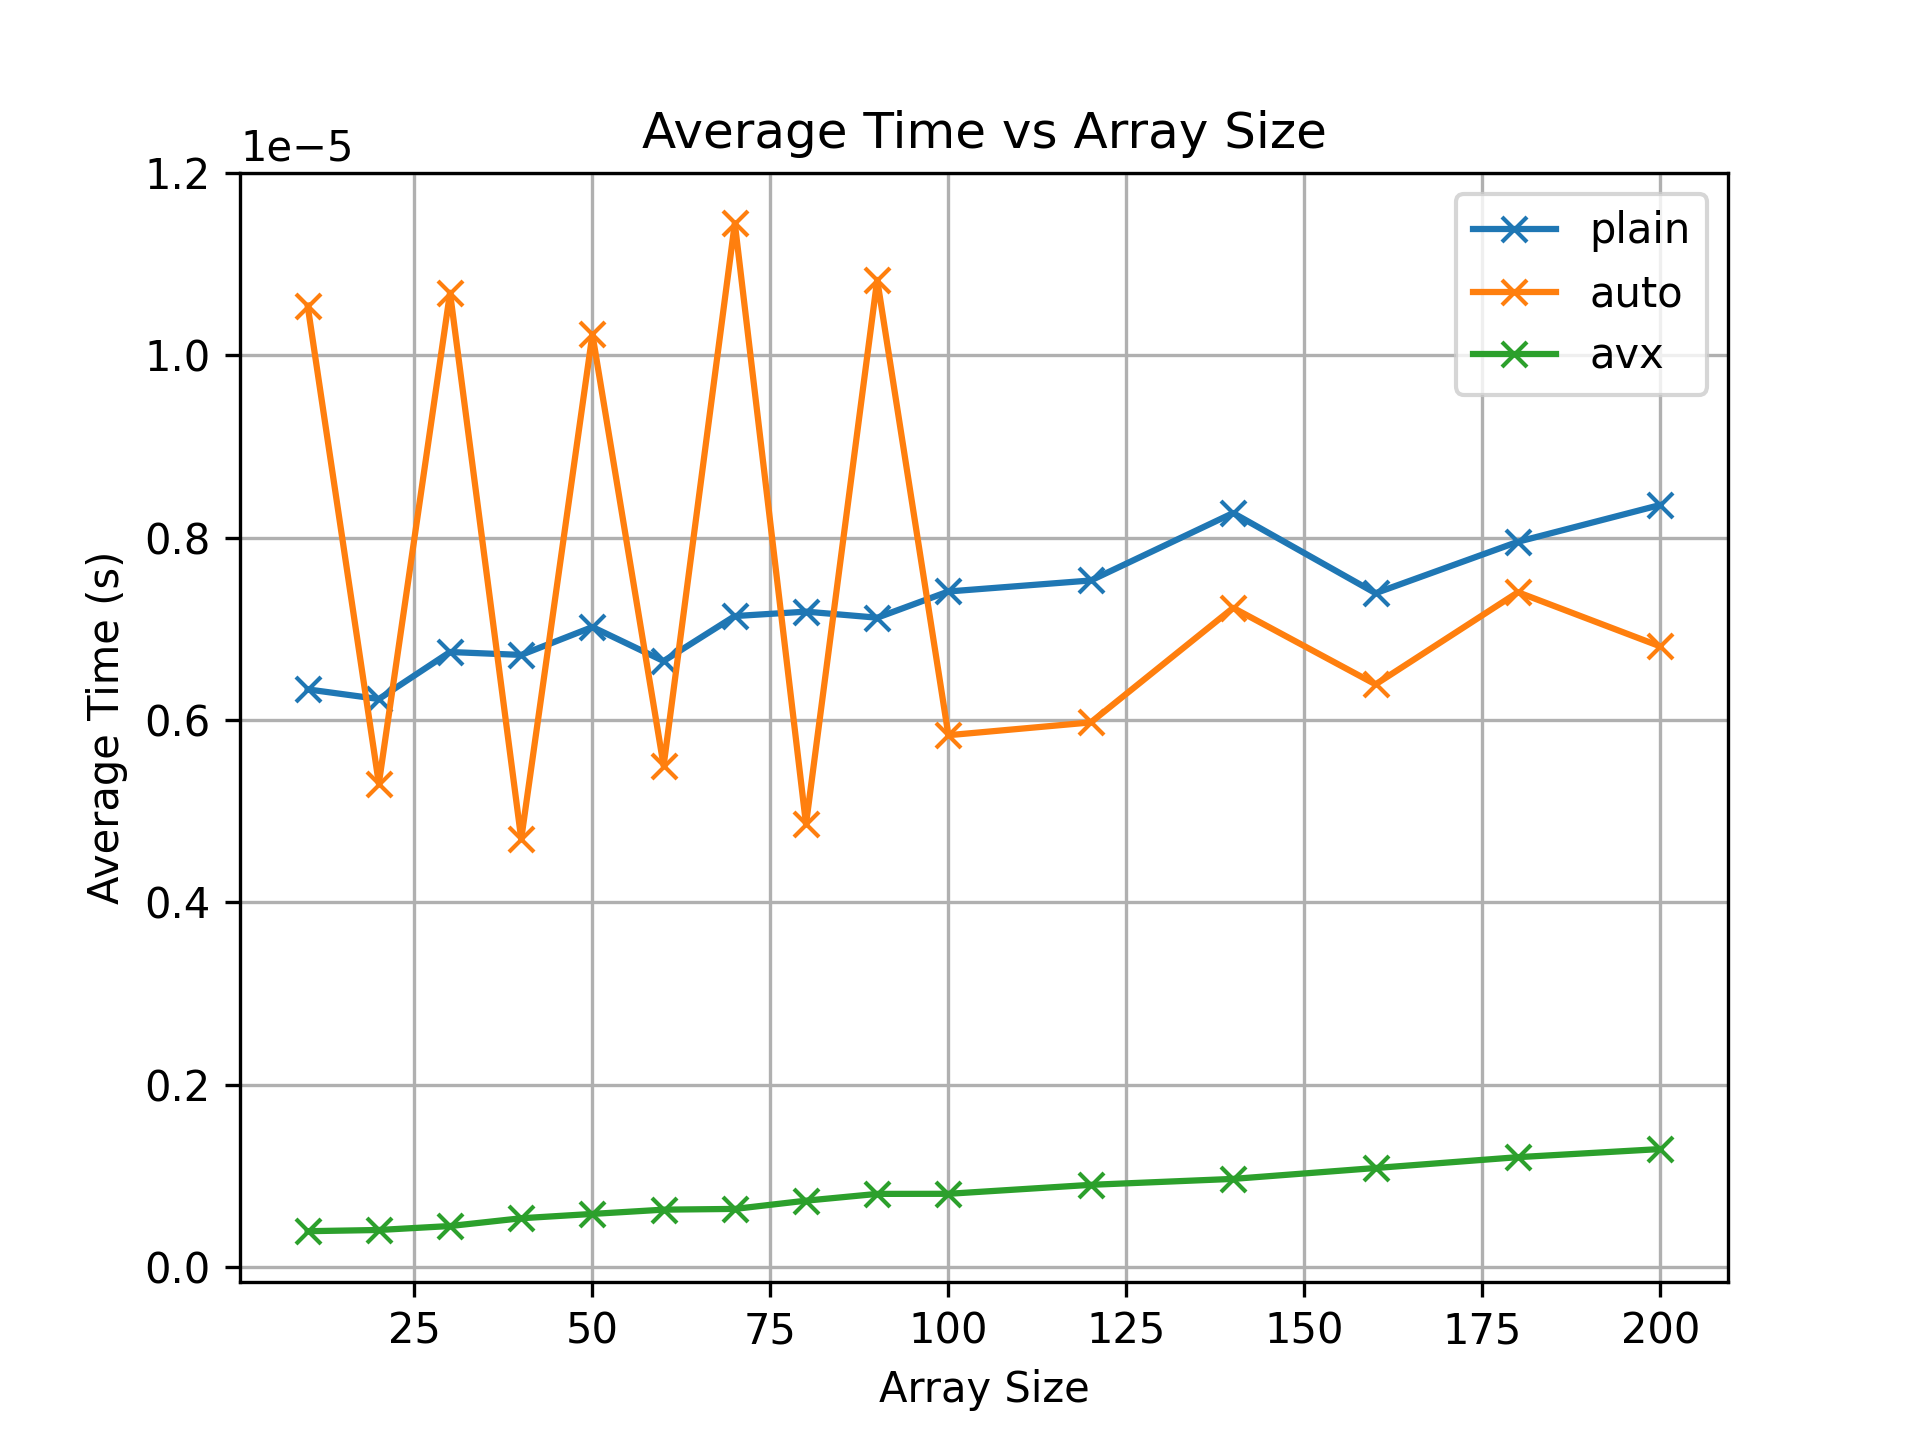 Average Time vs Array Size
1e−5
1.2
1.0
0.8
0.6
0.4
0.2
0.0
Average Time (s)
plain
auto
avx
25 50 75 100 125 150 175 200
Array Size